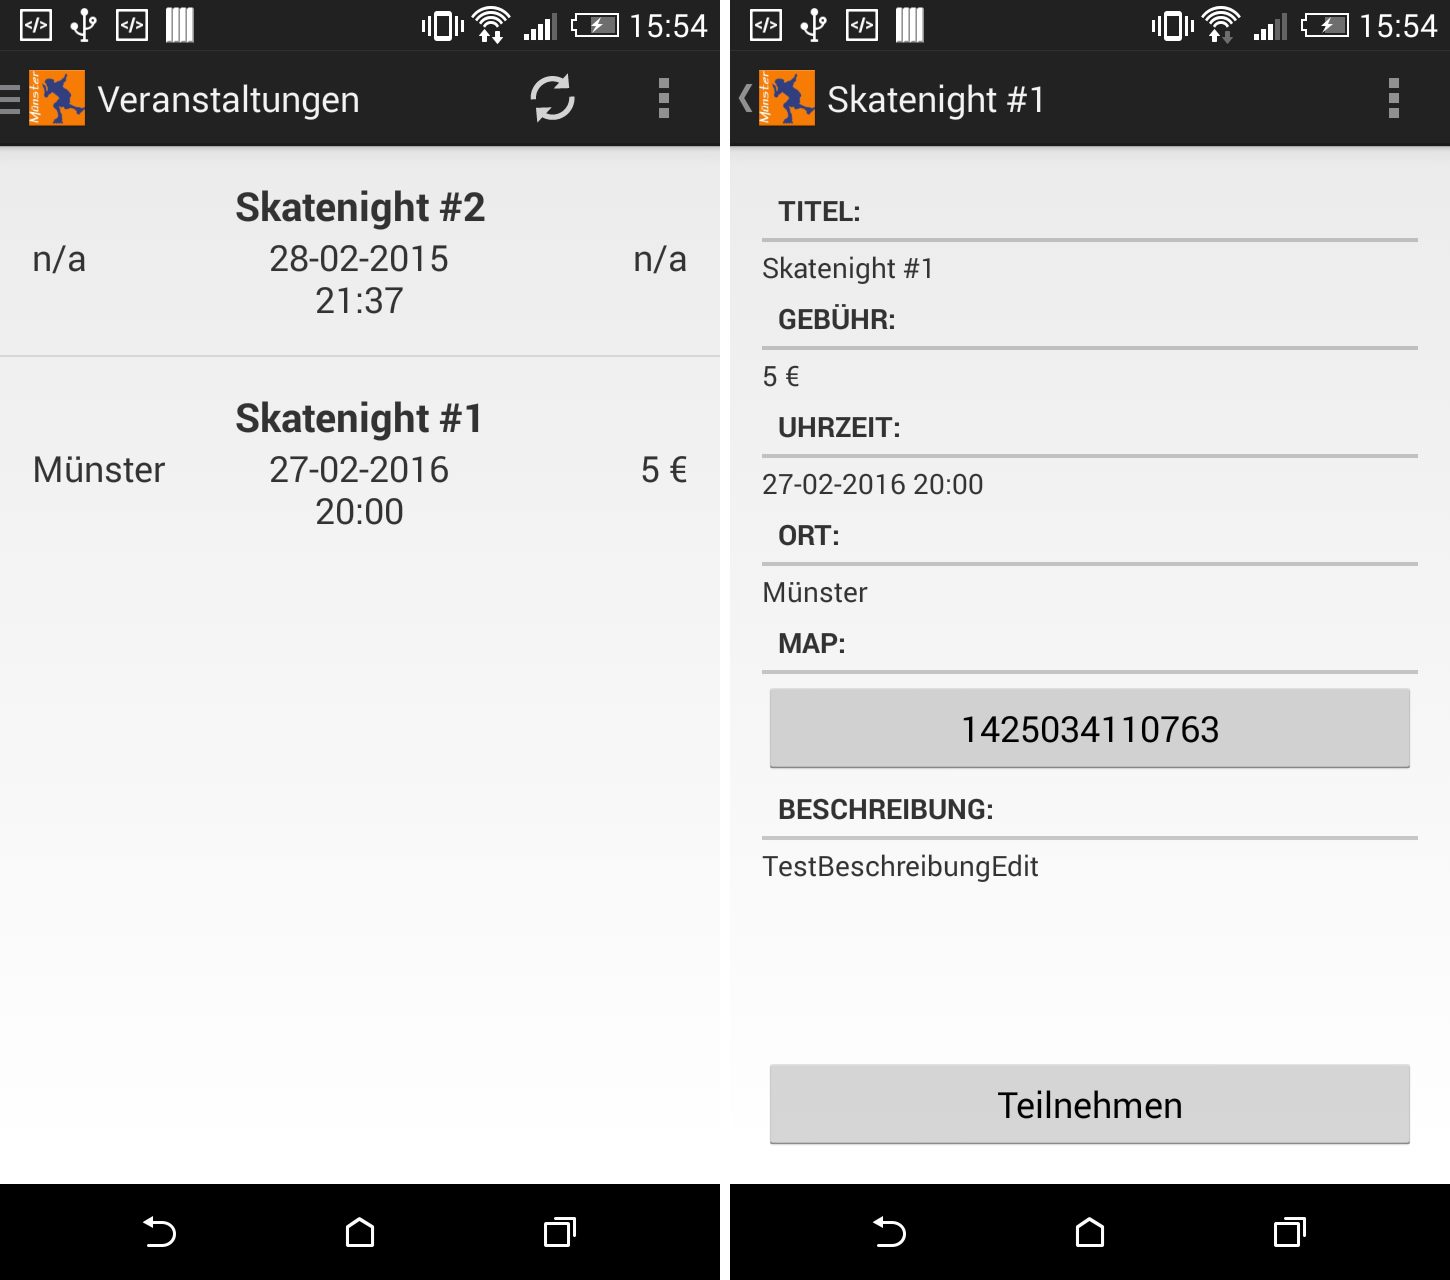 15:54
Münster
Veranstaltungen
Skatenight #2
n/a
28-02-2015
n/a
21:37
Skatenight #1
Münster
27-02-2016
5 €
20:00
15:54
Münster
Skatenight #1
TITEL:
Skatenight #1
GEBÜHR:
5 €
UHRZEIT:
27-02-2016 20:00
ORT:
Münster
MAP:
1425034110763
BESCHREIBUNG:
TestBeschreibungEdit
Teilnehmen